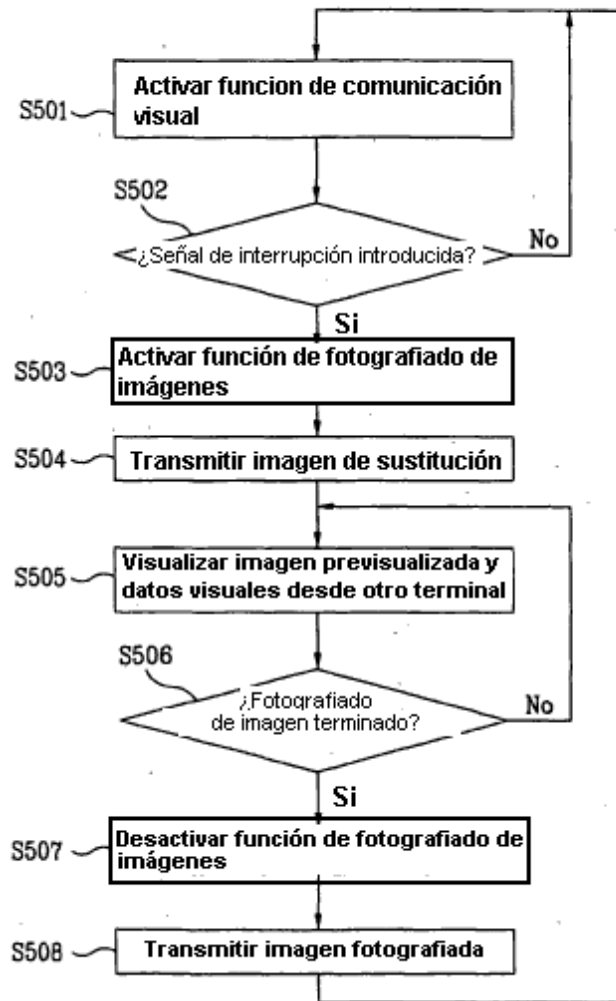 S501
Activar funcion de comunicación
visual
S502
¿Señal de interrupción introducida?
No
Si
S503
Activar función de fotografiado de
imágenes
S504
Transmitir imagen de sustitución
S505
Visualizar imagen previsualizada y
datos visuales desde otro terminal
S506
¿Fotografiado
de imagen terminado?
No
Si
S507
Desactivar función de fotografiado de
imágenes
S508
Transmitir imagen fotografiada